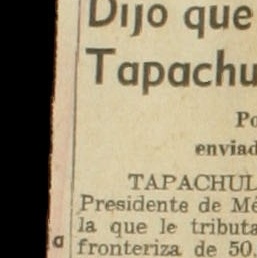 Dijo que
Tapachu
Po
enviad
TAPACHUL
Presidente de Mé
la que le tributa
a fronteriza de 50.